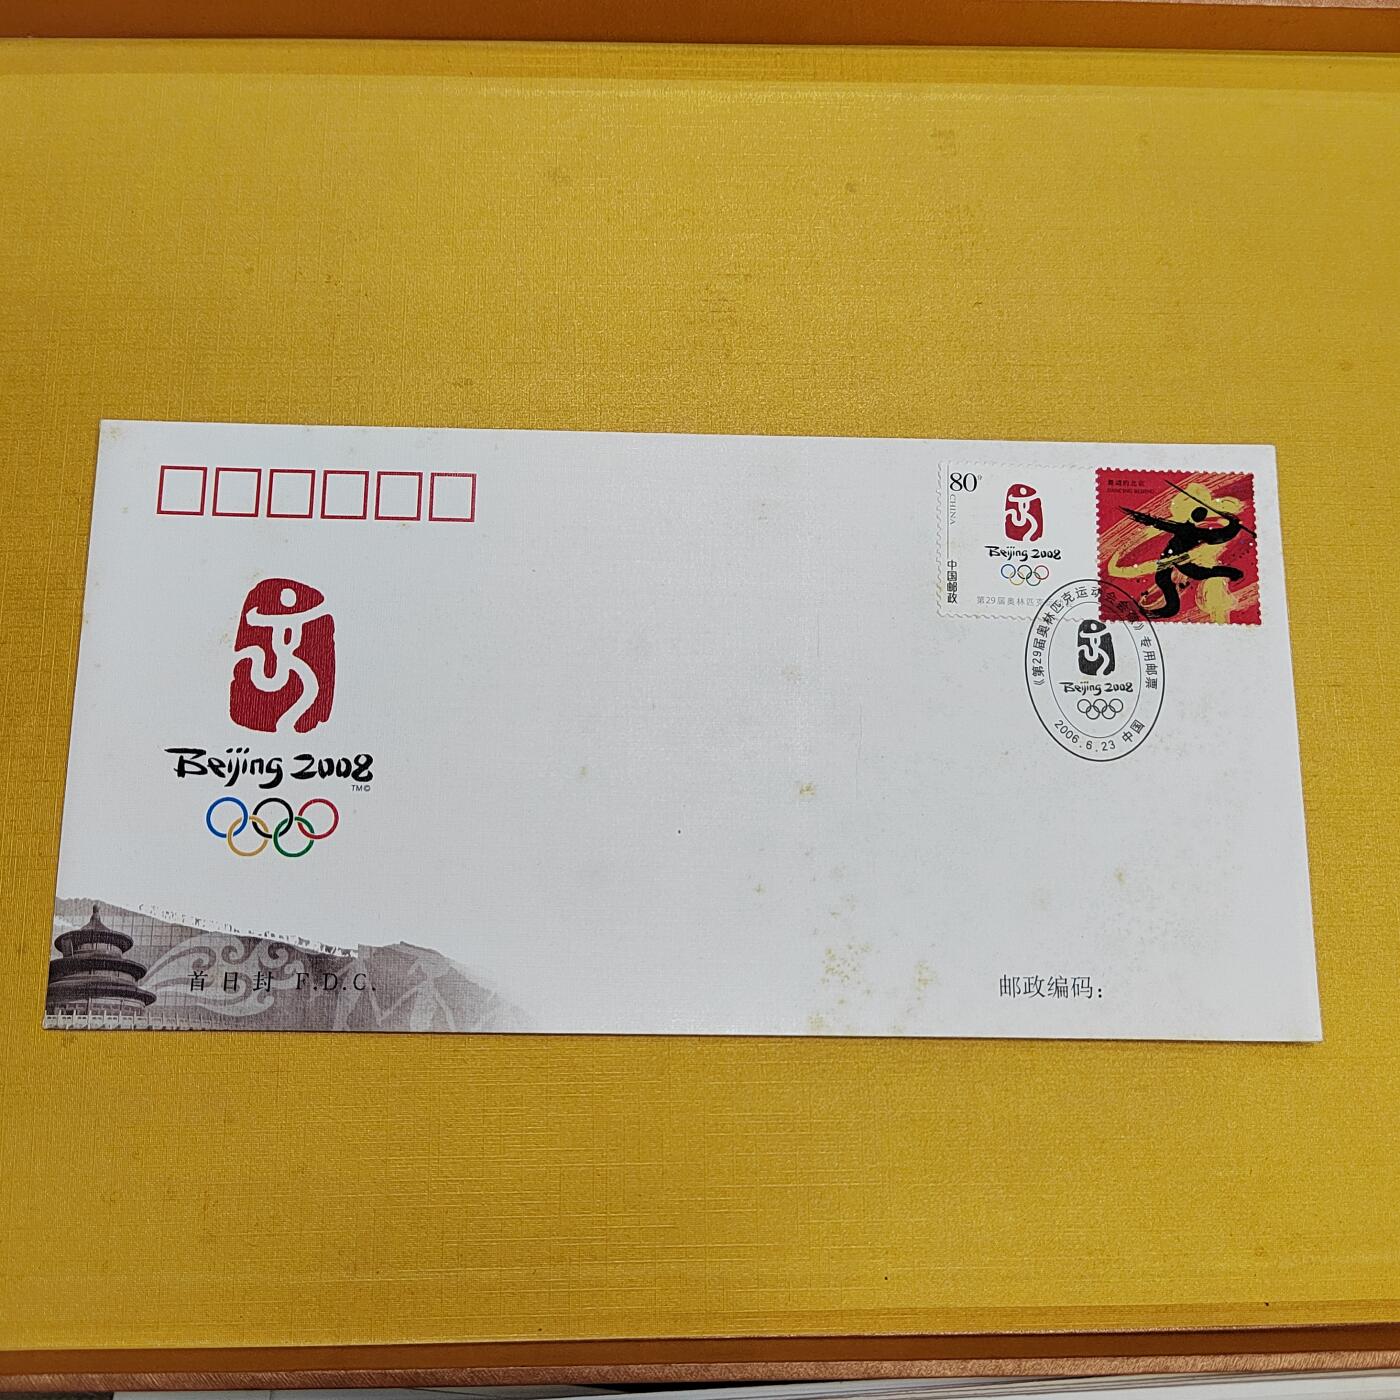 80分
CHINA
中国邮政
Beijing 2008
第29届奥林匹克
舞动的北京
DANCING BEIJING
《第29届奥林匹克运动会会徽》专用邮票
Beijing 2008
2006.6.23 中国
Beijing 2008
TM©
首日封 F.D.C.
邮政编码：